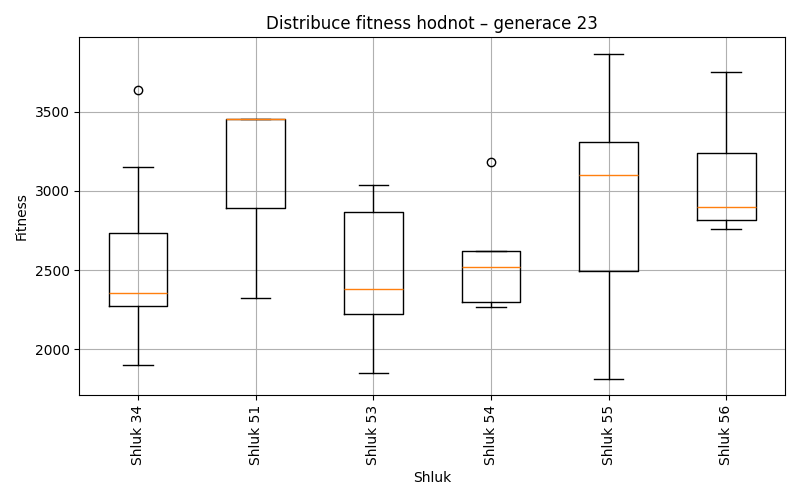 Distribuce fitness hodnot – generace 23
3500
3000
2500
2000
Fitness
Shluk 34
Shluk 51
Shluk 53
Shluk 54
Shluk 55
Shluk 56
Shluk